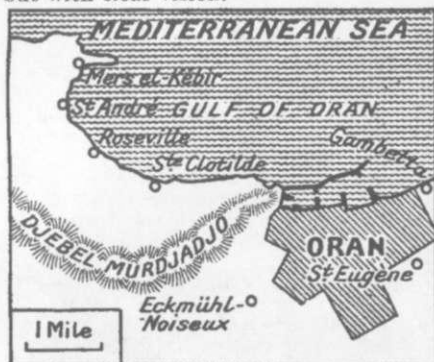 MEDITERRANEAN SEA
Mers el-Kébir
St André
GULF OF ORAN
Roseville
Gambetta
Ste Clotilde
DJEBEL MURDJADJO
ORAN
St Eugène
Eckmühl-
Noiseux
1 Mile